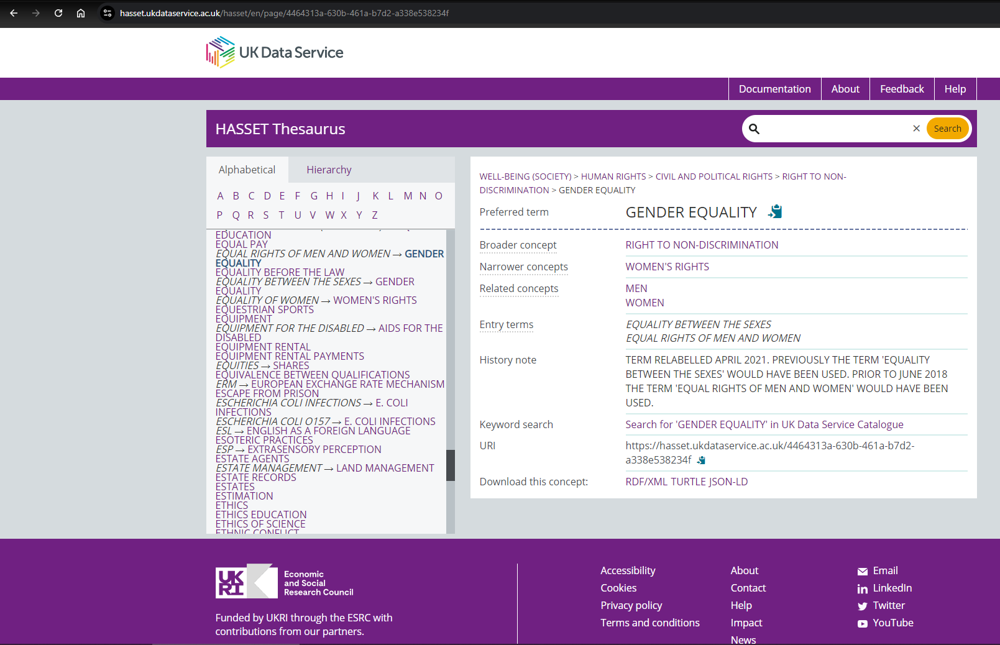 hasset.ukdataservice.ac.uk/hasset/en/page/4464313a-630b-461a-b7d2-a338e538234f
UK Data Service
Documentation
About
Feedback
Help
HASSET Thesaurus
Search
Alphabetical
Hierarchy
A B C D E F G H I J K L M N O
P Q R S T U V W X Y Z
EDUCATION
EQUAL PAY
EQUAL RIGHTS OF MEN AND WOMEN → GENDER
EQUALITY
EQUALITY BEFORE THE LAW
EQUALITY BETWEEN THE SEXES → GENDER
EQUALITY
EQUALITY OF WOMEN → WOMEN'S RIGHTS
EQUESTRIAN SPORTS
EQUIPMENT
EQUIPMENT FOR THE DISABLED → AIDS FOR THE
DISABLED
EQUIPMENT RENTAL
EQUIPMENT RENTAL PAYMENTS
EQUITIES → SHARES
EQUIVALENCE BETWEEN QUALIFICATIONS
ERM → EUROPEAN EXCHANGE RATE MECHANISM
ESCAPE FROM PRISON
ESCHERICHIA COLI INFECTIONS → E. COLI
INFECTIONS
ESCHERICHIA COLI O157 → E. COLI INFECTIONS
ESL → ENGLISH AS A FOREIGN LANGUAGE
ESOTERIC PRACTICES
ESP → EXTRASENSORY PERCEPTION
ESTATE AGENTS
ESTATE MANAGEMENT → LAND MANAGEMENT
ESTATE RECORDS
ESTATES
ESTIMATION
ETHICS
ETHICS EDUCATION
ETHICS OF SCIENCE
ETHNIC CONFLICT
WELL-BEING (SOCIETY) > HUMAN RIGHTS > CIVIL AND POLITICAL RIGHTS > RIGHT TO NON-
DISCRIMINATION > GENDER EQUALITY
Preferred term
GENDER EQUALITY
Broader concept
RIGHT TO NON-DISCRIMINATION
Narrower concepts
WOMEN'S RIGHTS
Related concepts
MEN
WOMEN
Entry terms
EQUALITY BETWEEN THE SEXES
EQUAL RIGHTS OF MEN AND WOMEN
History note
TERM RELABELLED APRIL 2021. PREVIOUSLY THE TERM 'EQUALITY
BETWEEN THE SEXES' WOULD HAVE BEEN USED. PRIOR TO JUNE 2018
THE TERM 'EQUAL RIGHTS OF MEN AND WOMEN' WOULD HAVE BEEN
USED.
Keyword search
Search for 'GENDER EQUALITY' in UK Data Service Catalogue
URI
https://hasset.ukdataservice.ac.uk/4464313a-630b-461a-b7d2-
a338e538234f
Download this concept:
RDF/XML TURTLE JSON-LD
UK
RI
Economic
and Social
Research Council
Funded by UKRI through the ESRC with
contributions from our partners.
Accessibility
Cookies
Privacy policy
Terms and conditions
About
Contact
Help
Impact
News
Email
LinkedIn
Twitter
YouTube